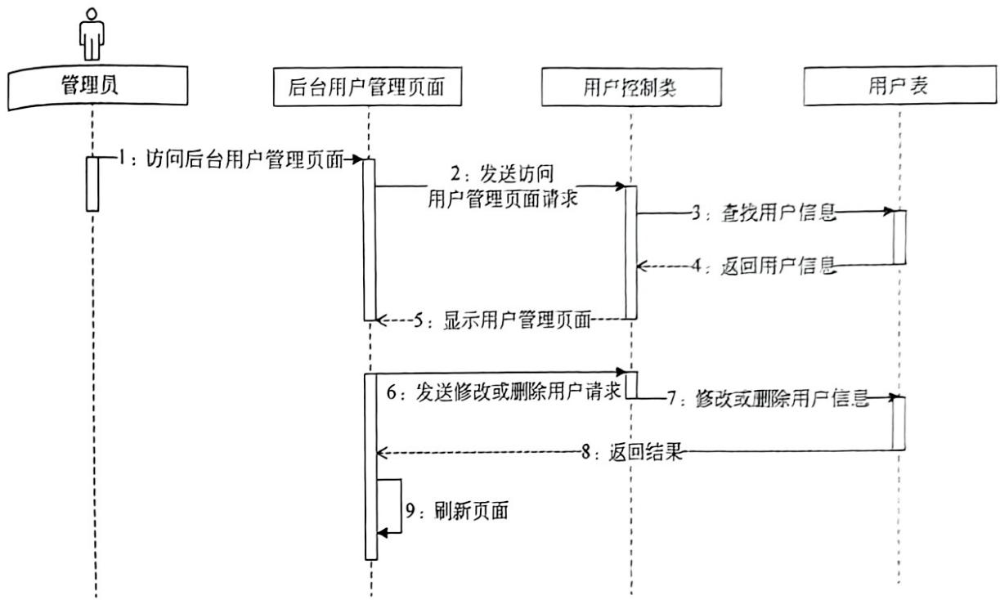 管理员
后台用户管理页面
用户控制类
用户表
1：访问后台用户管理页面
2：发送访问
用户管理页面请求
3：查找用户信息
4：返回用户信息
5：显示用户管理页面
6：发送修改或删除用户请求
7：修改或删除用户信息
8：返回结果
9：刷新页面